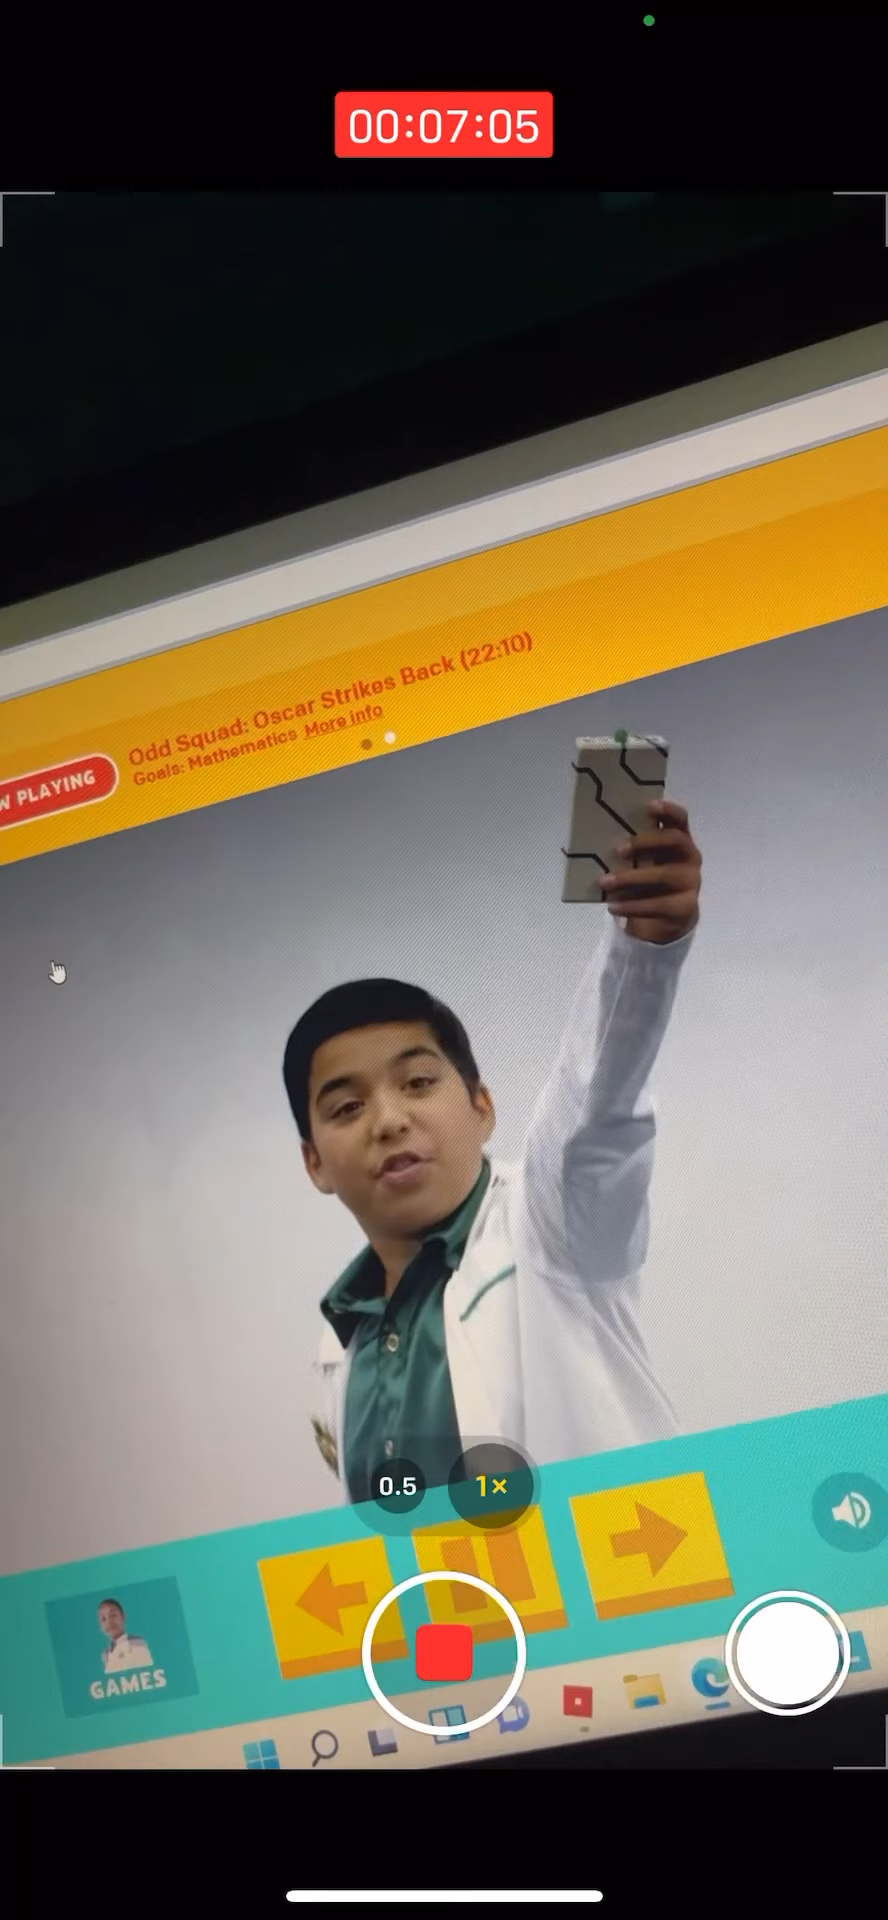 00:07:05
Odd Squad: Oscar Strikes Back (22:10)
Goals: Mathematics More info
W PLAYING
0.5
1×
GAMES